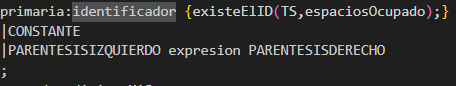 primaria:identificador {existeElID(TS,espaciosOcupado);}
|CONSTANTE
|PARENTESISIZQUIERDO expresion PARENTESISDERECHO
;